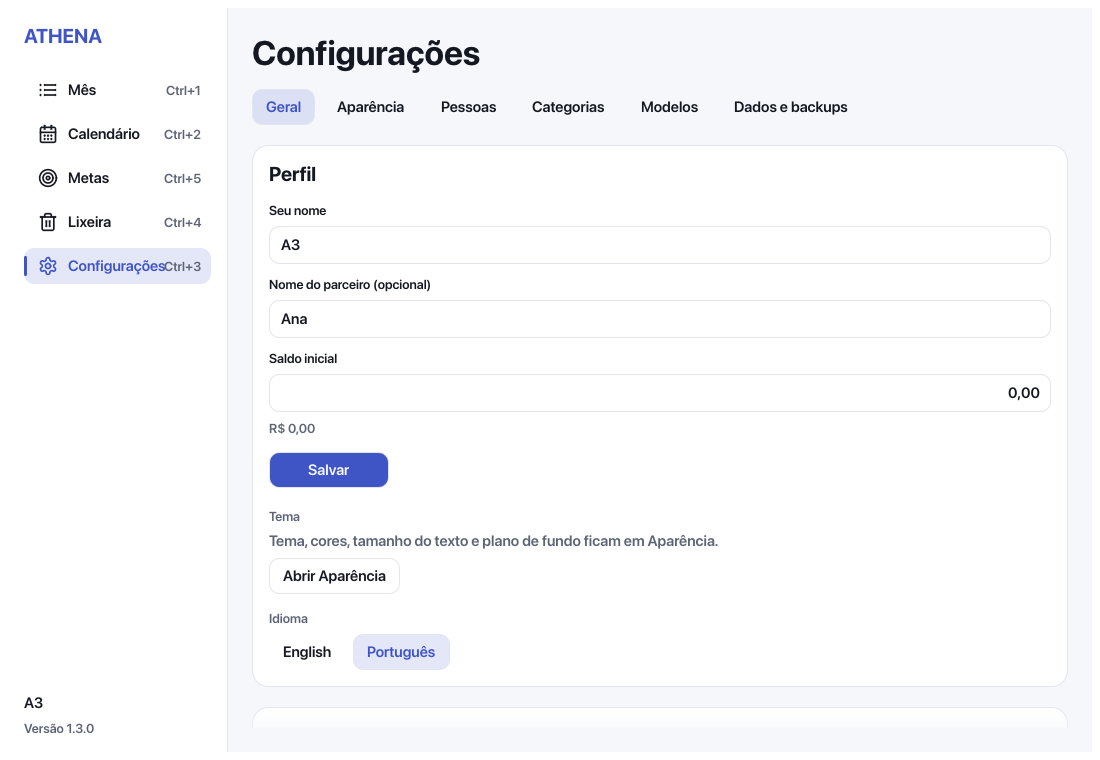 ATHENA
Mês Ctrl+1
Calendário Ctrl+2
Metas Ctrl+5
Lixeira Ctrl+4
Configurações Ctrl+3
A3
Versão 1.3.0
Configurações
Geral Aparência Pessoas Categorias Modelos Dados e backups
Perfil
Seu nome
A3
Nome do parceiro (opcional)
Ana
Saldo inicial
0,00
R$ 0,00
Salvar
Tema
Tema, cores, tamanho do texto e plano de fundo ficam em Aparência.
Abrir Aparência
Idioma
English Português